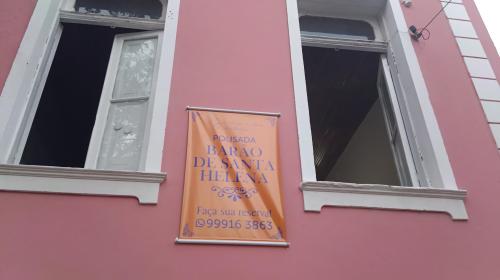 POUSADA
BARÃO
DE SANTA
HELENA
Faça sua reserva!
99916 3863